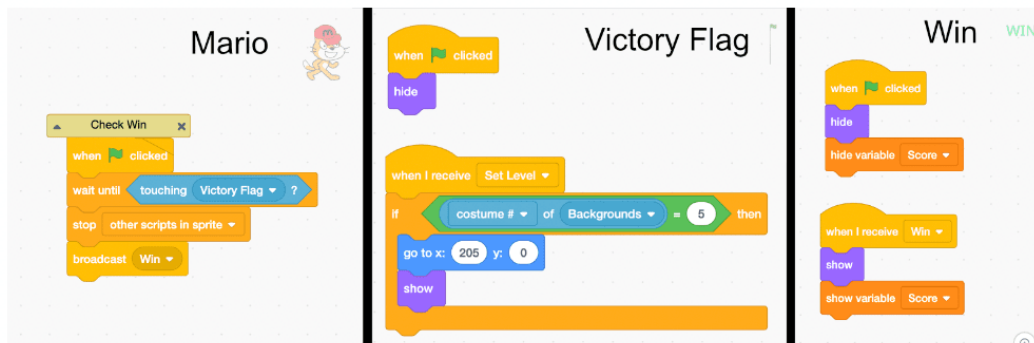 Mario
Check Win
when clicked
wait until touching Victory Flag ?
stop other scripts in sprite
broadcast Win
Victory Flag
when clicked
hide
when I receive Set Level
if costume # of Backgrounds = 5 then
go to x: 205 y: 0
show
Win
WIN
when clicked
hide
hide variable Score
when I receive Win
show
show variable Score